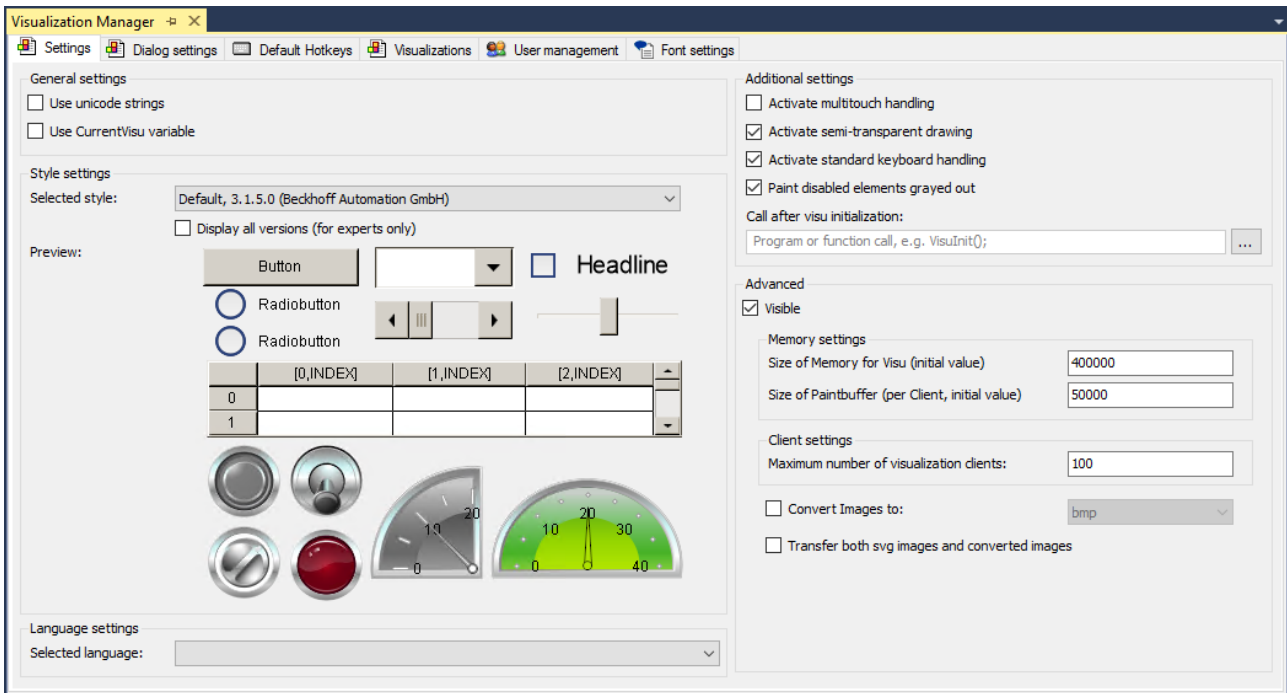 Visualization Manager
Settings
Dialog settings
Default Hotkeys
Visualizations
User management
Font settings
General settings
Use unicode strings
Use CurrentVisu variable
Style settings
Selected style:
Default, 3.1.5.0 (Beckhoff Automation GmbH)
Display all versions (for experts only)
Preview:
Button
Headline
Radiobutton
Radiobutton
[0,INDEX]
[1,INDEX]
[2,INDEX]
0
1
0
10
20
0
10
20
30
40
Language settings
Selected language:
Additional settings
Activate multitouch handling
Activate semi-transparent drawing
Activate standard keyboard handling
Paint disabled elements grayed out
Call after visu initialization:
Program or function call, e.g. VisuInit();
...
Advanced
Visible
Memory settings
Size of Memory for Visu (initial value)
400000
Size of Paintbuffer (per Client, initial value)
50000
Client settings
Maximum number of visualization clients:
100
Convert Images to:
bmp
Transfer both svg images and converted images